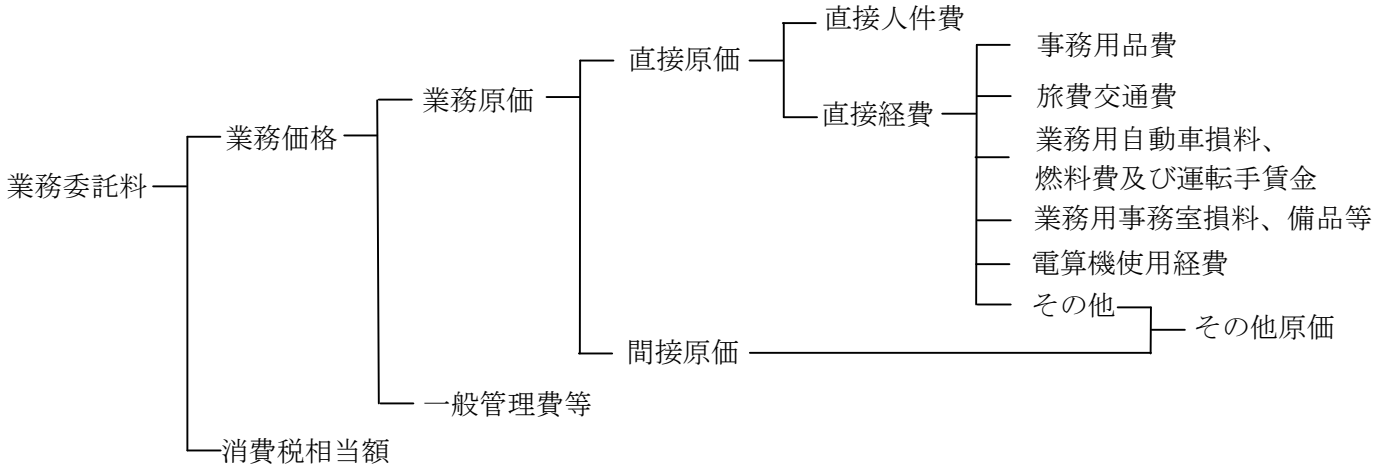 直接人件費
事務用品費
直接原価
旅費交通費
業務原価
直接経費
業務価格
業務用自動車損料、
燃料費及び運転手賃金
業務委託料
業務用事務室損料、備品等
電算機使用経費
その他
その他原価
間接原価
一般管理費等
消費税相当額